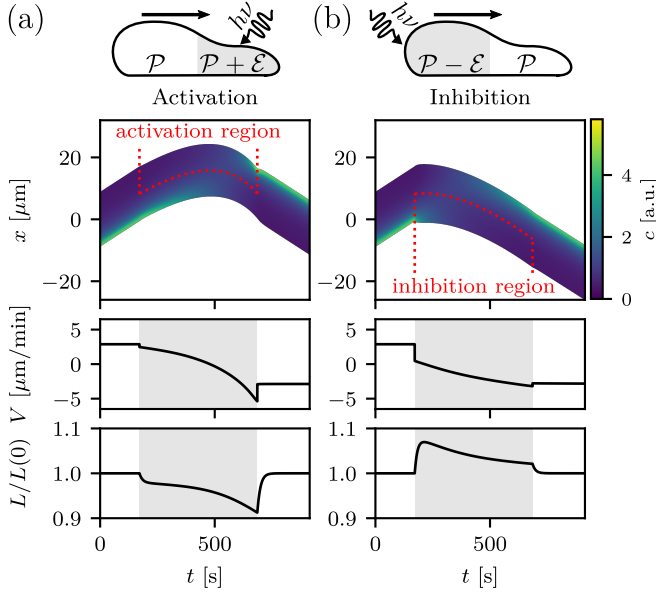 (a)
hν
𝒫
𝒫 + ℰ
Activation
(b)
hν
𝒫 − ℰ
𝒫
Inhibition
activation region
inhibition region
x [μm]
20
0
−20
4
2
0
c [a.u.]
V [μm/min]
5
0
−5
L/L(0)
1.1
1.0
0.9
0
500
t [s]
0
500
t [s]